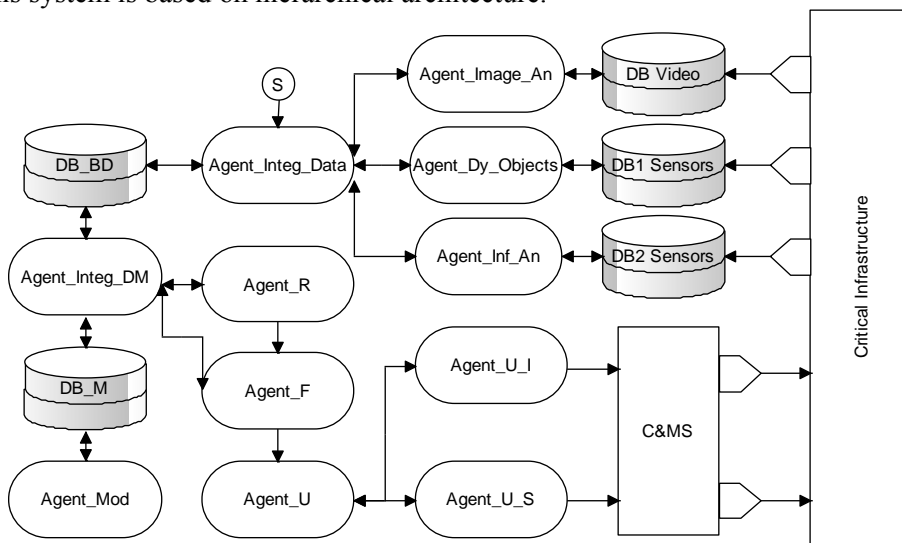 his system is based on hierarchical architecture.
S
Agent_Image_An
DB Video
DB_BD
Agent_Integ_Data
Agent_Dy_Objects
DB1 Sensors
Agent_Integ_DM
Agent_R
Agent_Inf_An
DB2 Sensors
Critical Infrastructure
DB_M
Agent_F
Agent_U_I
C&MS
Agent_Mod
Agent_U
Agent_U_S